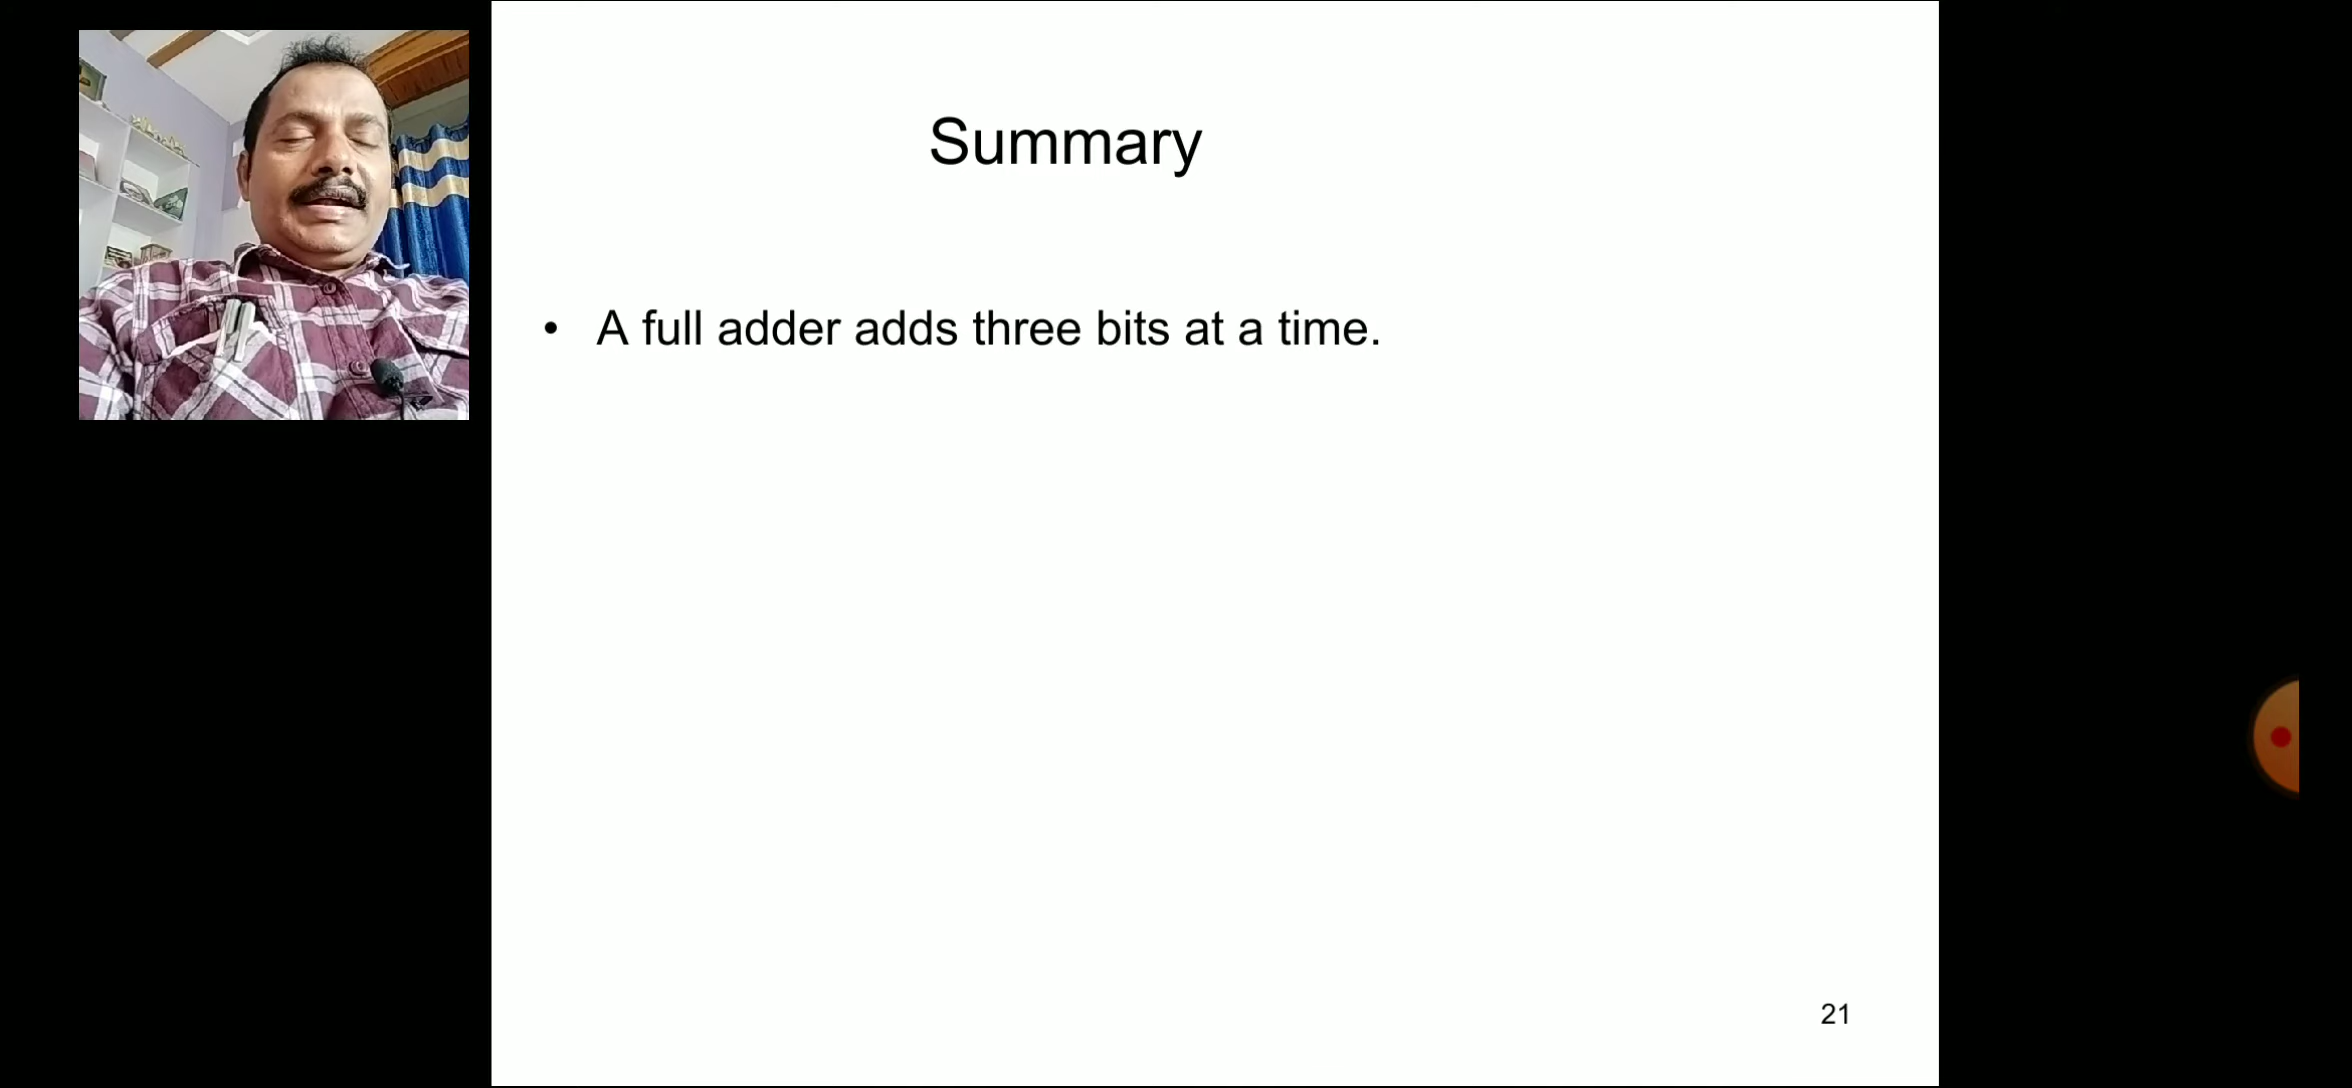 Summary
• A full adder adds three bits at a time.
21